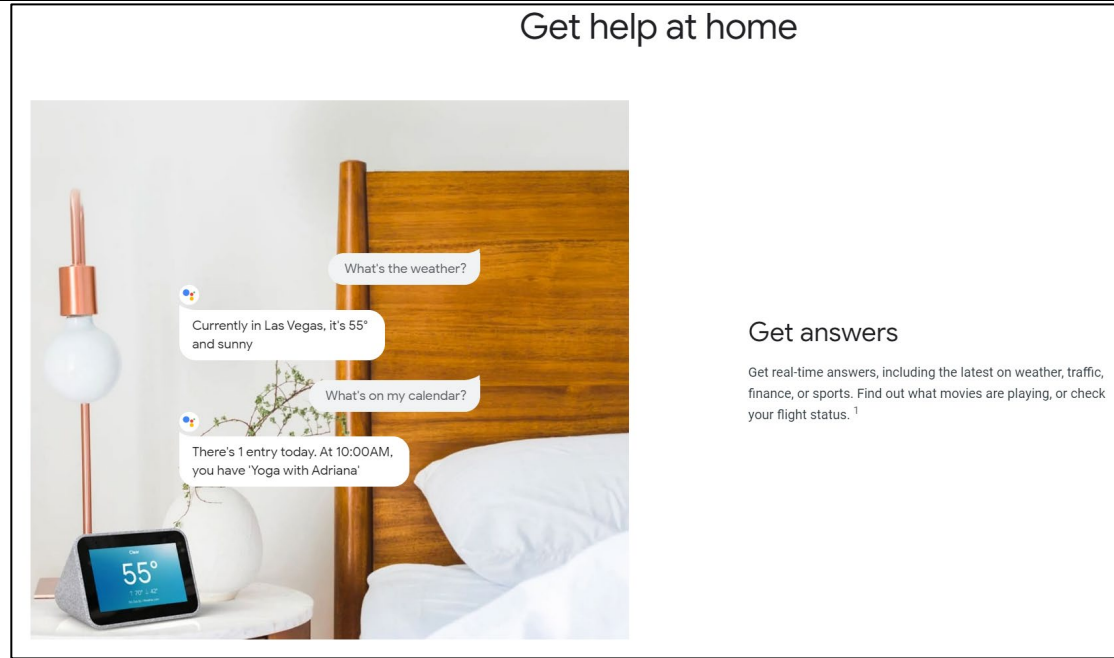 Get help at home
What's the weather?
Currently in Las Vegas, it's 55°
and sunny
What's on my calendar?
There's 1 entry today. At 10:00AM,
you have 'Yoga with Adriana'
Clear
55°
Get answers
Get real-time answers, including the latest on weather, traffic,
finance, or sports. Find out what movies are playing, or check
your flight status. 1